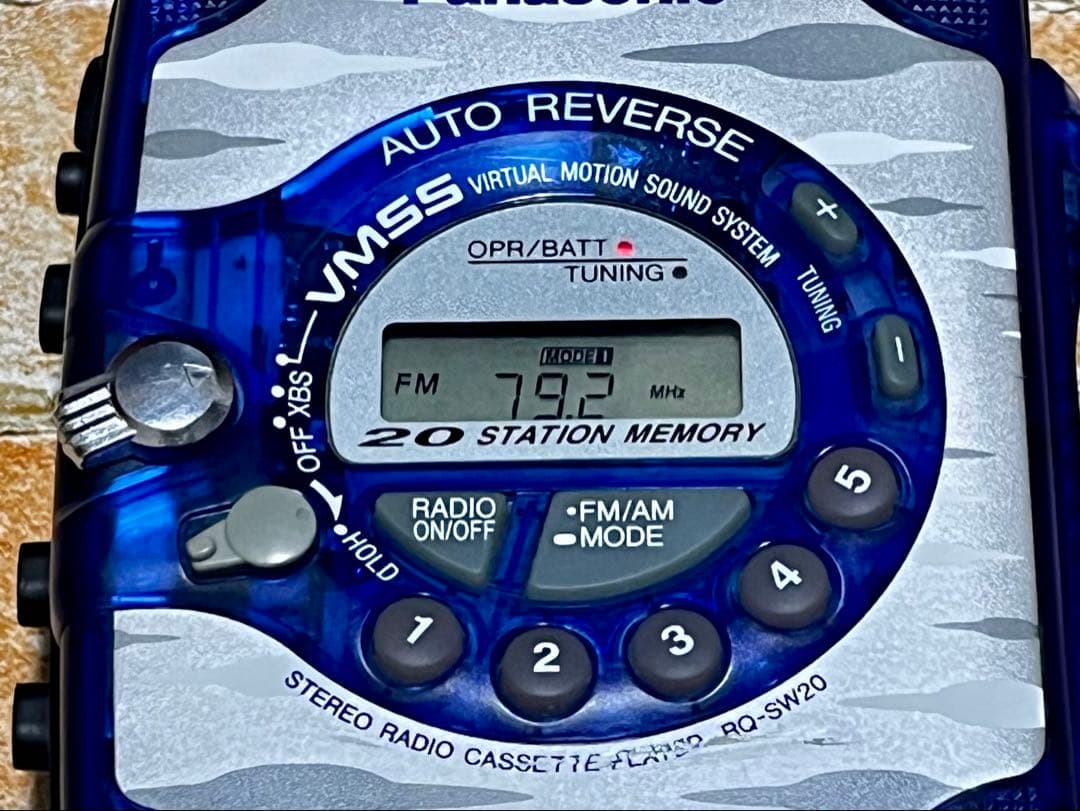 Panasonic
AUTO REVERSE
VMSS VIRTUAL MOTION SOUND SYSTEM
+
TUNING
-
OPR/BATT
TUNING
MODE 1
FM 79.2 MHz
20 STATION MEMORY
XBS
OFF
HOLD
RADIO
ON/OFF
•FM/AM
MODE
1
2
3
4
5
STEREO RADIO CASSETTE PLAYER RQ-SW20